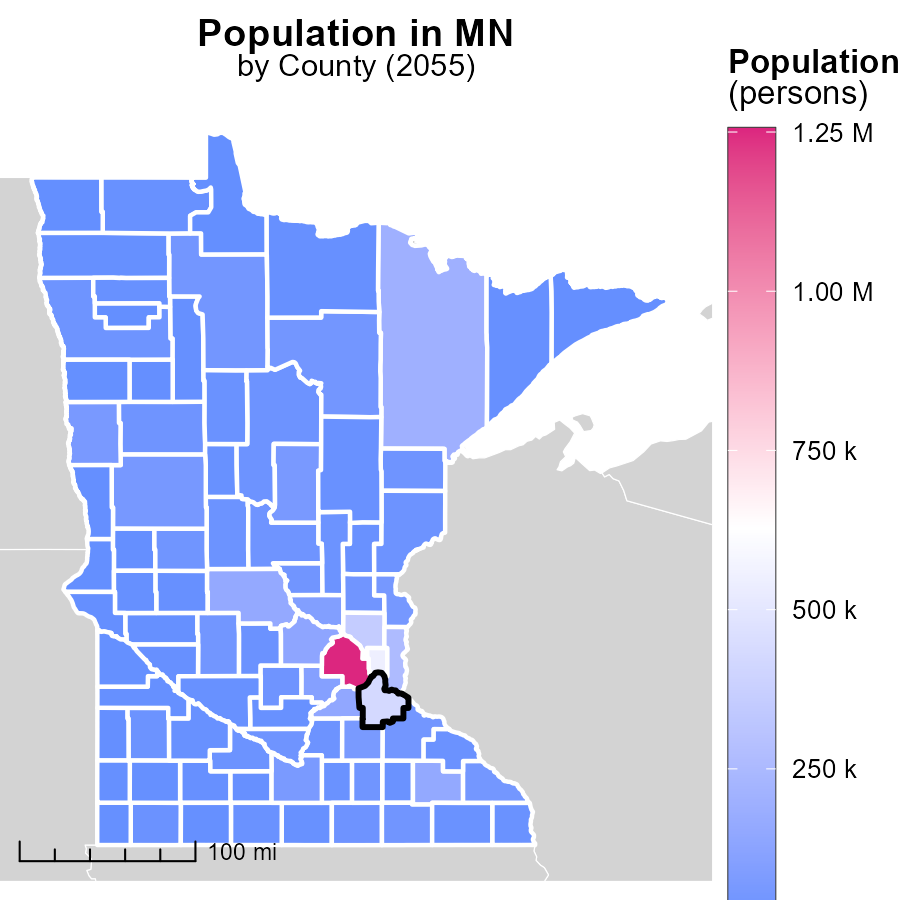 Population in MN
by County (2055)
Population
(persons)
1.25 M
1.00 M
750 k
500 k
250 k
100 mi